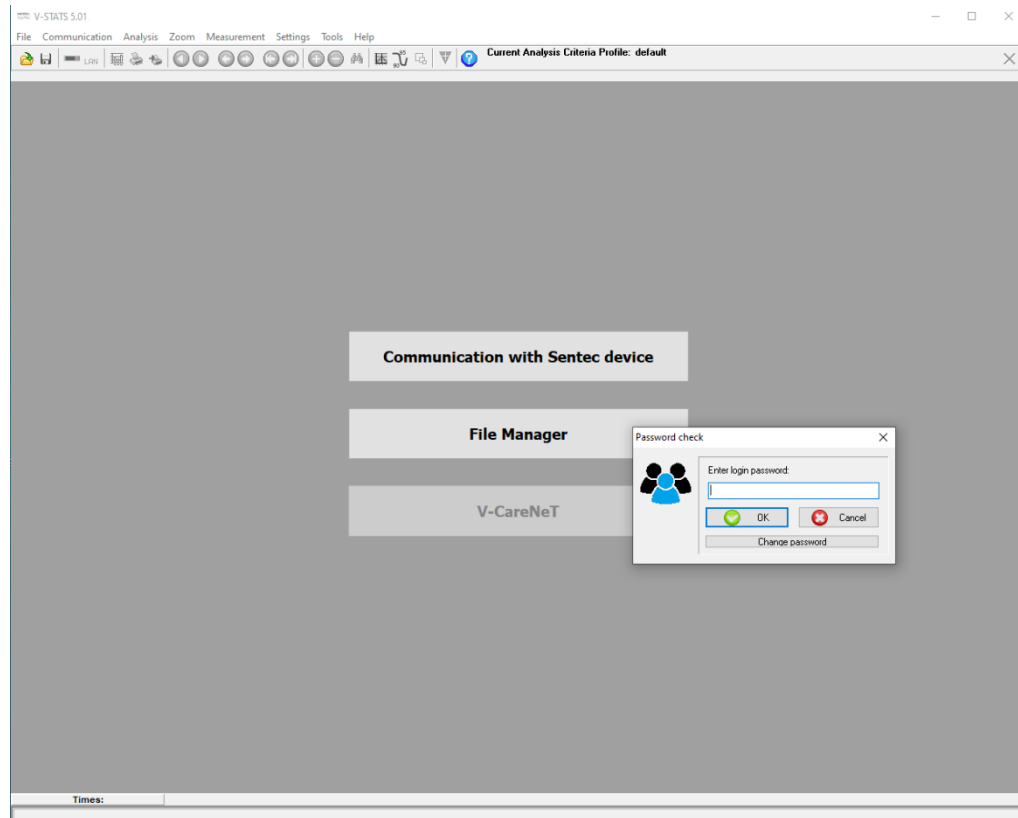 V-STATS 5.01
File Communication Analysis Zoom Measurement Settings Tools Help
LAN
Current Analysis Criteria Profile: default
Communication with Sentec device
File Manager
V-CareNeT
Password check
Enter login password:
OK Cancel
Change password
Times: